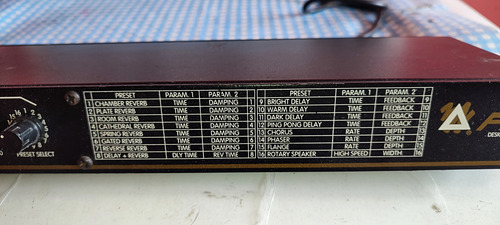 PRESET PARAM. 1 PARAM. 2 PRESET PARAM. 1 PARAM. 2
1 CHAMBER REVERB TIME DAMPING 1 9 BRIGHT DELAY TIME FEEDBACK 9
2 PLATE REVERB TIME DAMPING 2 10 WARM DELAY TIME FEEDBACK 10
3 ROOM REVERB TIME DAMPING 3 11 DARK DELAY TIME FEEDBACK 11
4 CATHEDRAL REVERB TIME DAMPING 4 12 PING PONG DELAY TIME FEEDBACK 12
5 SPRING REVERB TIME DAMPING 5 13 CHORUS RATE DEPTH 13
6 GATED REVERB TIME DAMPING 6 14 PHASER RATE DEPTH 14
7 REVERSE REVERB TIME DAMPING 7 15 FLANGE RATE DEPTH 15
8 DELAY + REVERB DLY TIME REV TIME 8 16 ROTARY SPEAKER HIGH SPEED WIDTH 16
PRESET SELECT